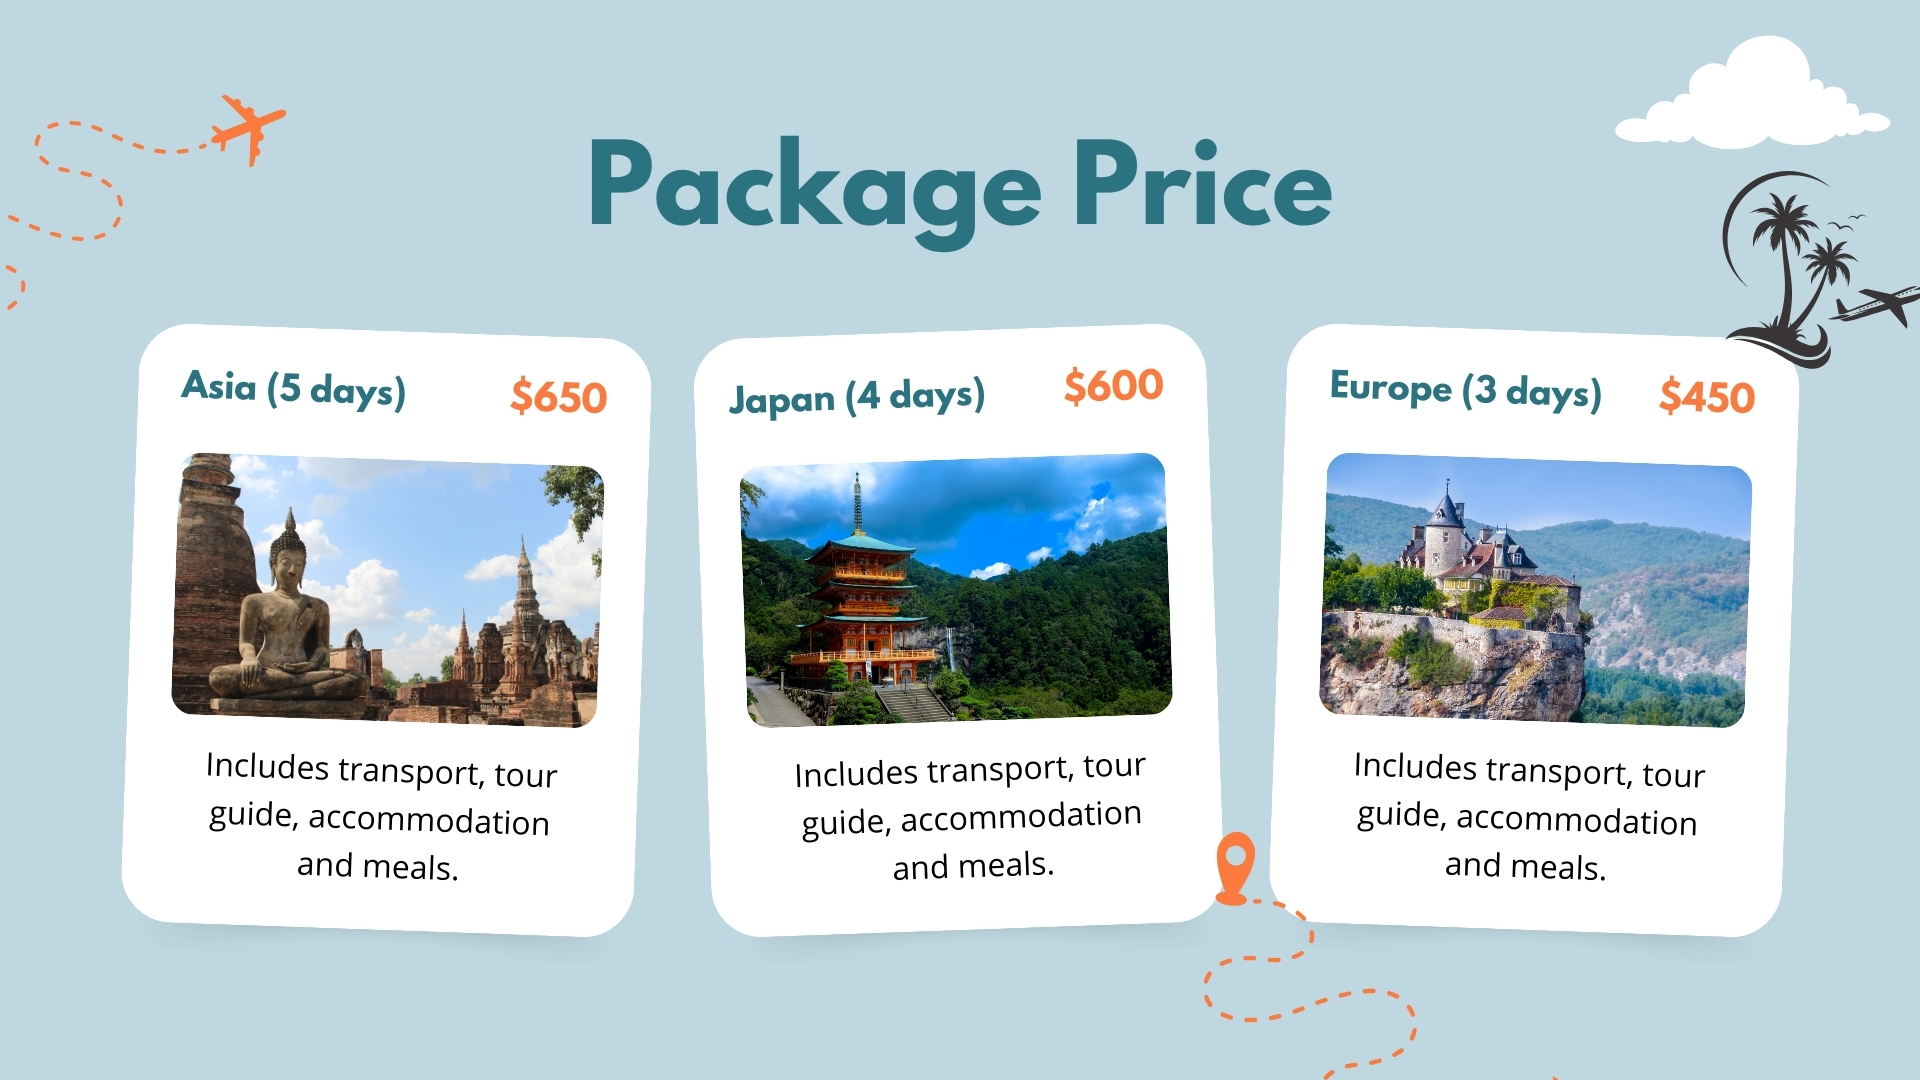 Package Price
Asia (5 days)
$650
Includes transport, tour
guide, accommodation
and meals.
Japan (4 days)
$600
Includes transport, tour
guide, accommodation
and meals.
Europe (3 days)
$450
Includes transport, tour
guide, accommodation
and meals.